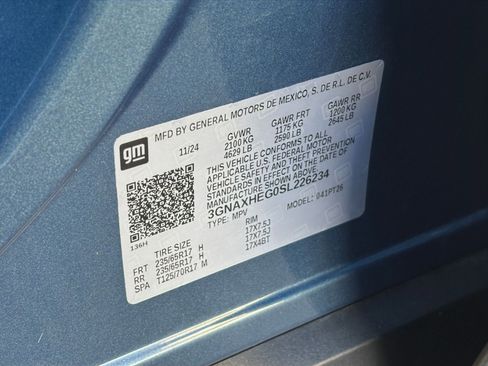 gm
MFD BY GENERAL MOTORS DE MEXICO, S. DE R.L. DE C.V.
11/24 GVWR GAWR FRT GAWR RR
2100 KG 1175 KG 1200 KG
4629 LB 2590 LB 2645 LB
THIS VEHICLE CONFORMS TO ALL
APPLICABLE U.S. FEDERAL MOTOR
VEHICLE SAFETY AND THEFT PREVENTION
STANDARDS IN EFFECT ON THE DATE OF
MANUFACTURE SHOWN ABOVE.
3GNAXHEG0SL226234
TYPE: MPV MODEL: 041PT26
136H
TIRE SIZE RIM
FRT 235/65R17 H 17X7.5J
RR 235/65R17 H 17X7.5J
SPA T125/70R17 M 17X4BT